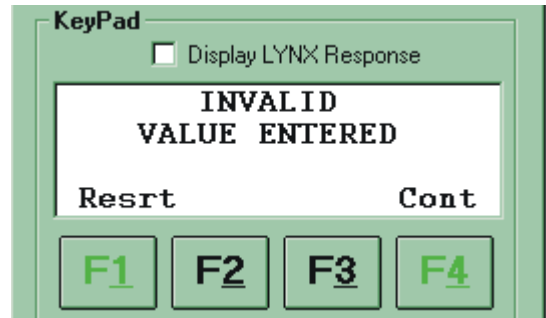 KeyPad
Display LYNX Response
INVALID
VALUE ENTERED
Resrt Cont
F1 F2 F3 F4